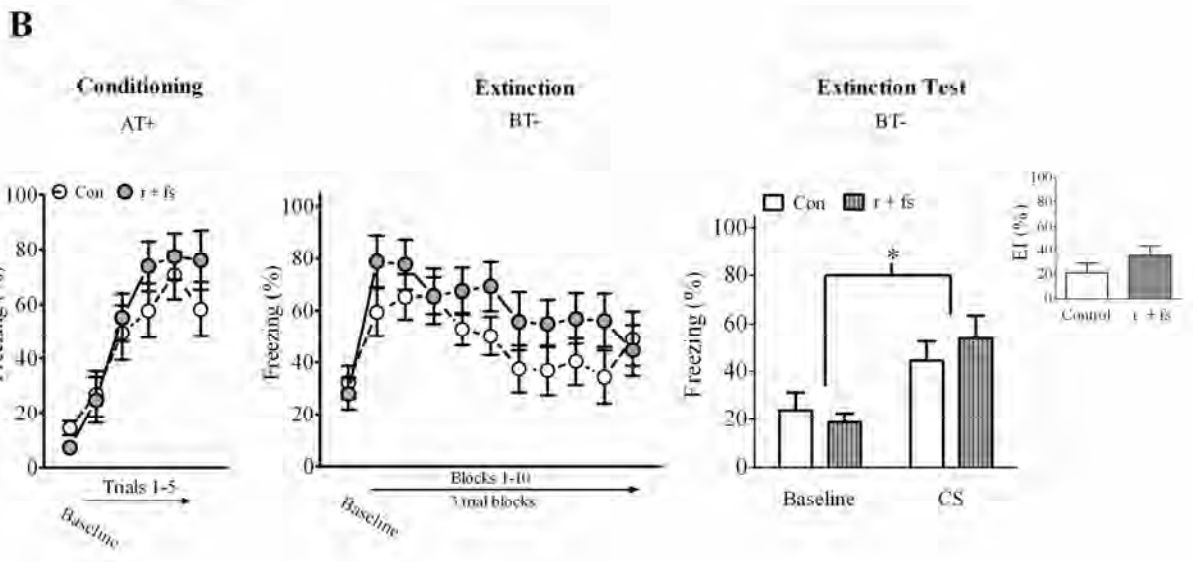 B
Conditioning
AT+
Extinction
BT-
Extinction Test
BT-
Con r + fs
100
80
60
40
20
0
Trials 1-5
Baseline
Freezing (%)
100
80
60
40
20
0
Blocks 1-10
3 trial blocks
Baseline
Con r + fs
Freezing (%)
100
80
60
40
20
0
*
Baseline CS
EI (%)
100
80
60
40
20
0
Control r + fs